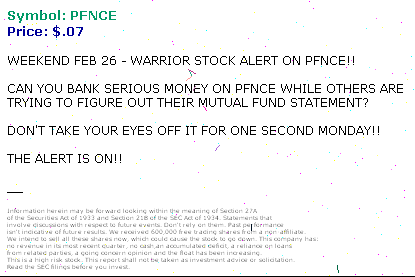 Symbol: PFNCE
Price: $.07
WEEKEND FEB 26 - WARRIOR STOCK ALERT ON PFNCE!!
CAN YOU BANK SERIOUS MONEY ON PFNCE WHILE OTHERS ARE
TRYING TO FIGURE OUT THEIR MUTUAL FUND STATEMENT?
DON'T TAKE YOUR EYES OFF IT FOR ONE SECOND MONDAY!!
THE ALERT IS ON!!
Information herein may be forward looking within the meaning of Section 27A
of the Securities Act of 1933 and Section 21B of the SEC Act of 1934. Statements that
involve discussions with respect to future events. Don't rely on them. Past performance
isn't indicative of future results. We received 600,000 free trading shares from a non affiliate.
We intend to sell all these shares now, which could cause the stock to go down. This company has:
no revenue in its most recent quarter, no cash, an accumulated deficit, a reliance on loans
from related parties, a going concern opinion and the float has been increasing.
This is a high risk stock. This report shall not be taken as investment advice or solicitation.
Read the SEC filings before you invest.